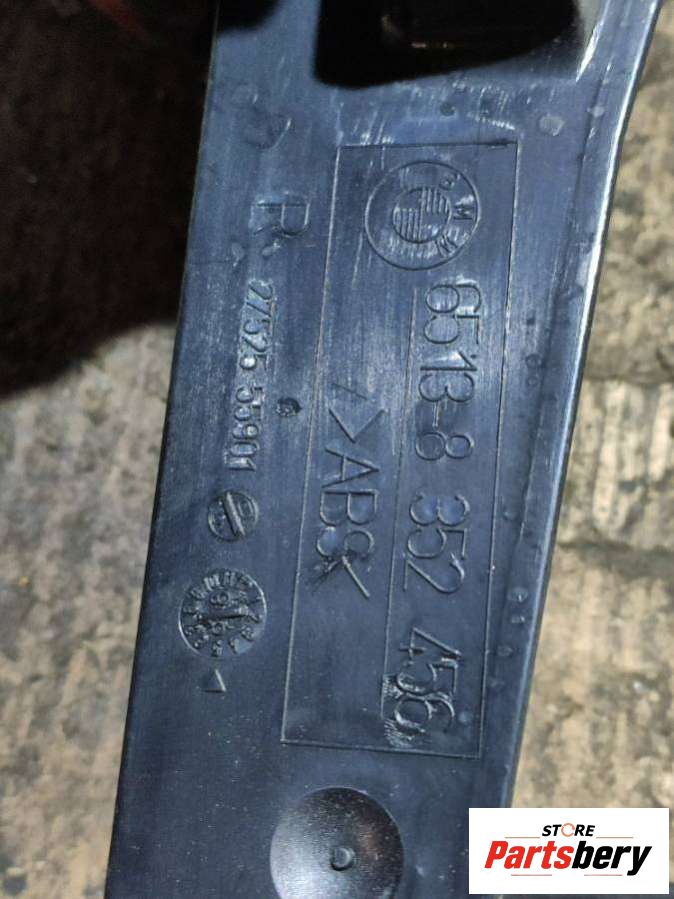 BMW
6513-8 352 456
>ABS<
R
27525 55901
STORE
Partsbery